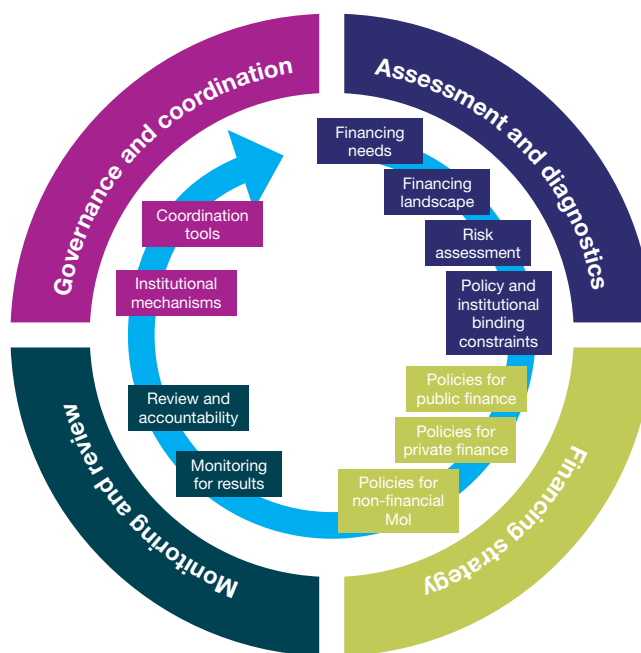 Governance and coordination
Assessment and diagnostics
Financing
needs
Financing
landscape
Risk
assessment
Policy and
institutional
binding
constraints
Coordination
tools
Institutional
mechanisms
Policies for
public finance
Policies for
private finance
Policies for
non-financial
MoI
Review and
accountability
Monitoring
for results
Monitoring and review
Financing strategy